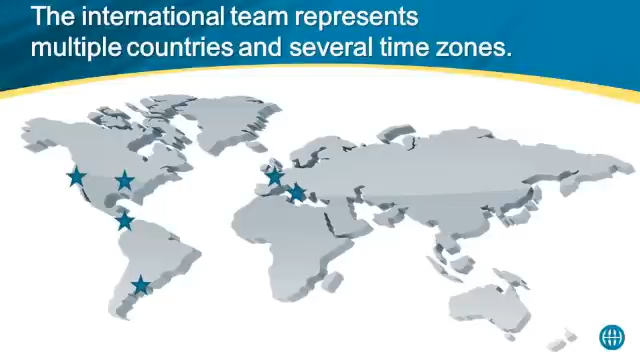 The international team represents
multiple countries and several time zones.